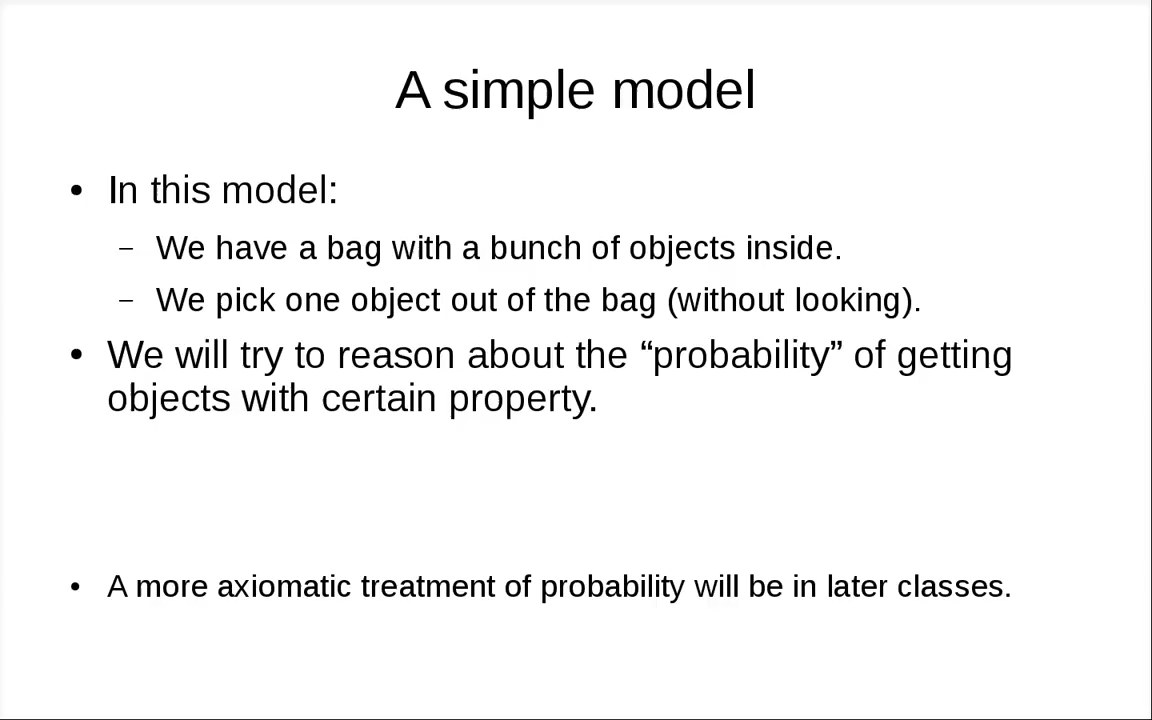 A simple model
• In this model:
– We have a bag with a bunch of objects inside.
– We pick one object out of the bag (without looking).
• We will try to reason about the “probability” of getting
objects with certain property.
• A more axiomatic treatment of probability will be in later classes.